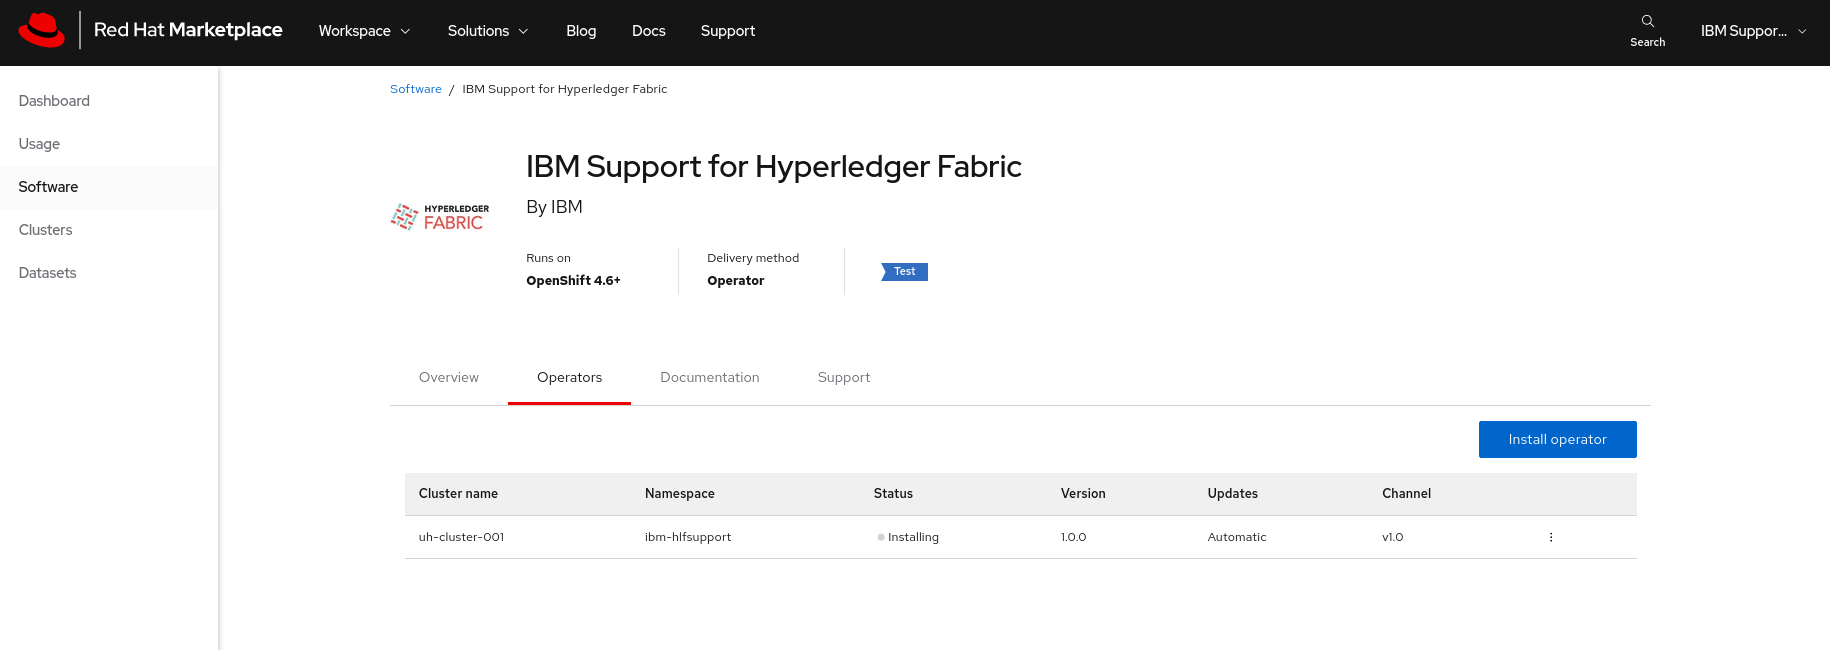 Red Hat Marketplace
Workspace
Solutions
Blog
Docs
Support
Search
IBM Suppor...
Dashboard
Usage
Software
Clusters
Datasets
Software / IBM Support for Hyperledger Fabric
HYPERLEDGER
FABRIC
IBM Support for Hyperledger Fabric
By IBM
Runs on
OpenShift 4.6+
Delivery method
Operator
Test
Overview
Operators
Documentation
Support
Install operator
Cluster name Namespace Status Version Updates Channel
uh-cluster-001 ibm-hlfsupport Installing 1.0.0 Automatic v1.0